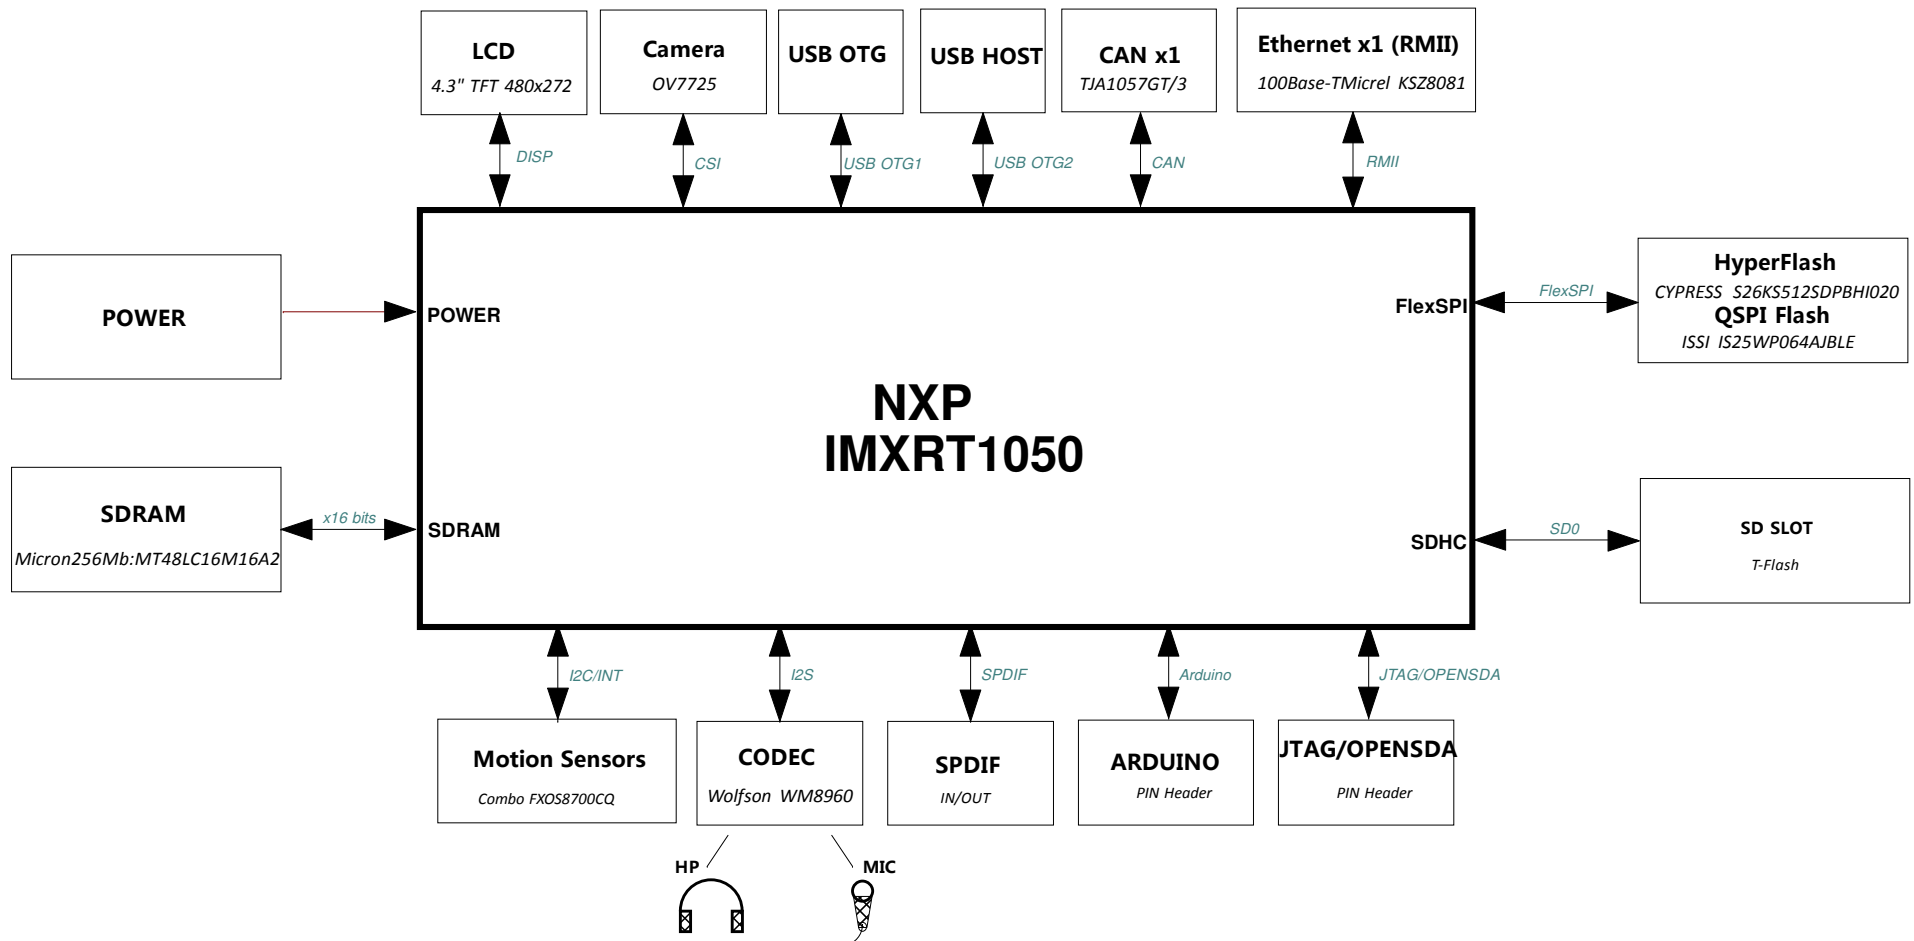 LCD
4.3" TFT 480x272
Camera
OV7725
USB OTG
USB HOST
CAN x1
TJA1057GT/3
Ethernet x1 (RMII)
100Base-TMicrel KSZ8081
DISP
CSI
USB OTG1
USB OTG2
CAN
RMII
POWER
POWER
FlexSPI
FlexSPI
HyperFlash
CYPRESS S26KS512SDPBHI020
QSPI Flash
ISSI IS25WP064AJBLE
NXP
IMXRT1050
SDRAM
Micron256Mb:MT48LC16M16A2
x16 bits
SDRAM
SDHC
SD0
SD SLOT
T-Flash
I2C/INT
I2S
SPDIF
Arduino
JTAG/OPENSDA
Motion Sensors
Combo FXOS8700CQ
CODEC
Wolfson WM8960
SPDIF
IN/OUT
ARDUINO
PIN Header
JTAG/OPENSDA
PIN Header
HP
MIC